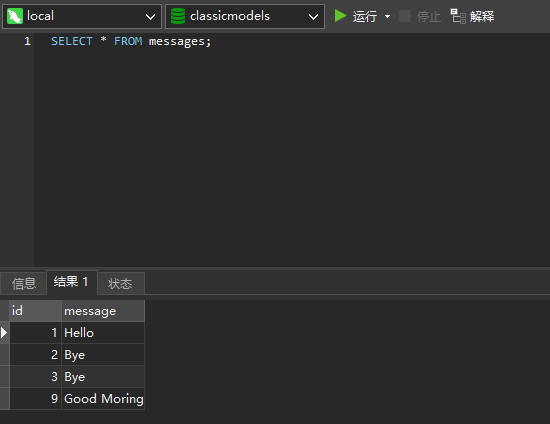 local classicmodels 运行 停止 解释
1 SELECT * FROM messages;
信息 结果 1 状态
id message
1 Hello
2 Bye
3 Bye
9 Good Moring